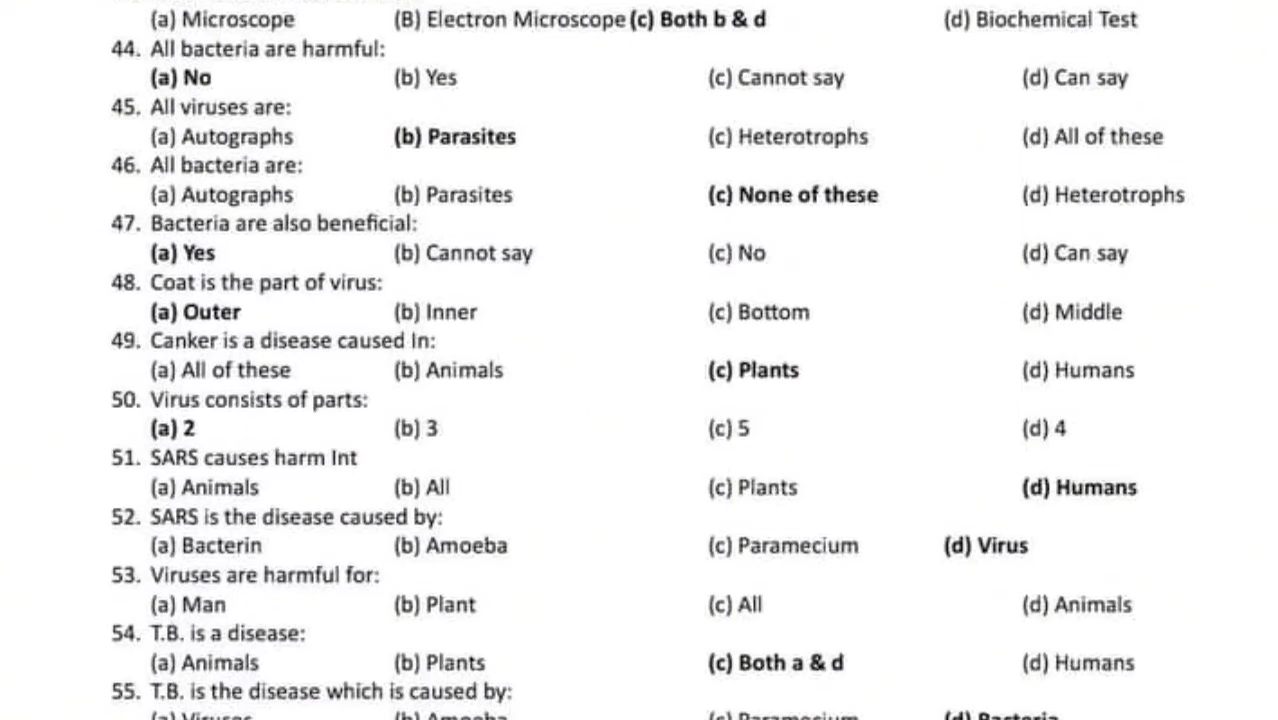 (a) Microscope (B) Electron Microscope (c) Both b & d (d) Biochemical Test
44. All bacteria are harmful:
(a) No (b) Yes (c) Cannot say (d) Can say
45. All viruses are:
(a) Autographs (b) Parasites (c) Heterotrophs (d) All of these
46. All bacteria are:
(a) Autographs (b) Parasites (c) None of these (d) Heterotrophs
47. Bacteria are also beneficial:
(a) Yes (b) Cannot say (c) No (d) Can say
48. Coat is the part of virus:
(a) Outer (b) Inner (c) Bottom (d) Middle
49. Canker is a disease caused In:
(a) All of these (b) Animals (c) Plants (d) Humans
50. Virus consists of parts:
(a) 2 (b) 3 (c) 5 (d) 4
51. SARS causes harm Int
(a) Animals (b) All (c) Plants (d) Humans
52. SARS is the disease caused by:
(a) Bacterin (b) Amoeba (c) Paramecium (d) Virus
53. Viruses are harmful for:
(a) Man (b) Plant (c) All (d) Animals
54. T.B. is a disease:
(a) Animals (b) Plants (c) Both a & d (d) Humans
55. T.B. is the disease which is caused by:
(a) Viruses (b) Amoeba (c) Paramecium (d) Bacteria